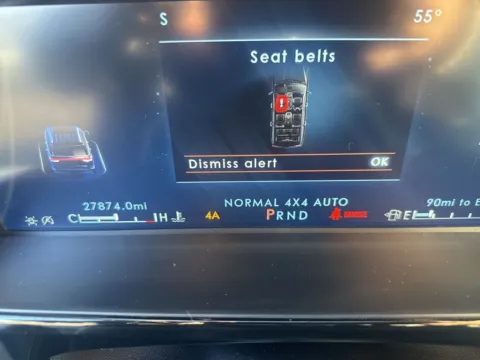 S
55°
Seat belts
!
Dismiss alert
OK
27874.0mi
NORMAL 4X4 AUTO
90mi to E
C H
4A
PRND
E